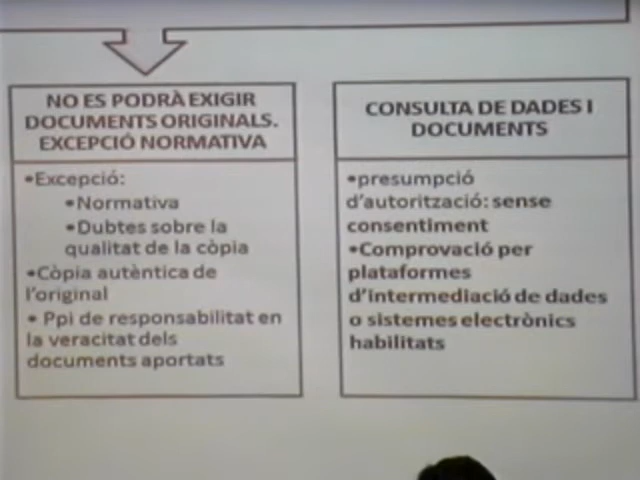 NO ES PODRÀ EXIGIR
DOCUMENTS ORIGINALS.
EXCEPCIÓ NORMATIVA
•Excepció:
•Normativa
•Dubtes sobre la
qualitat de la còpia
•Còpia autèntica de
l'original
• Ppi de responsabilitat en
la veracitat dels
documents aportats
CONSULTA DE DADES I
DOCUMENTS
•presumpció
d'autorització: sense
consentiment
•Comprovació per
plataformes
d'intermediació de dades
o sistemes electrònics
habilitats